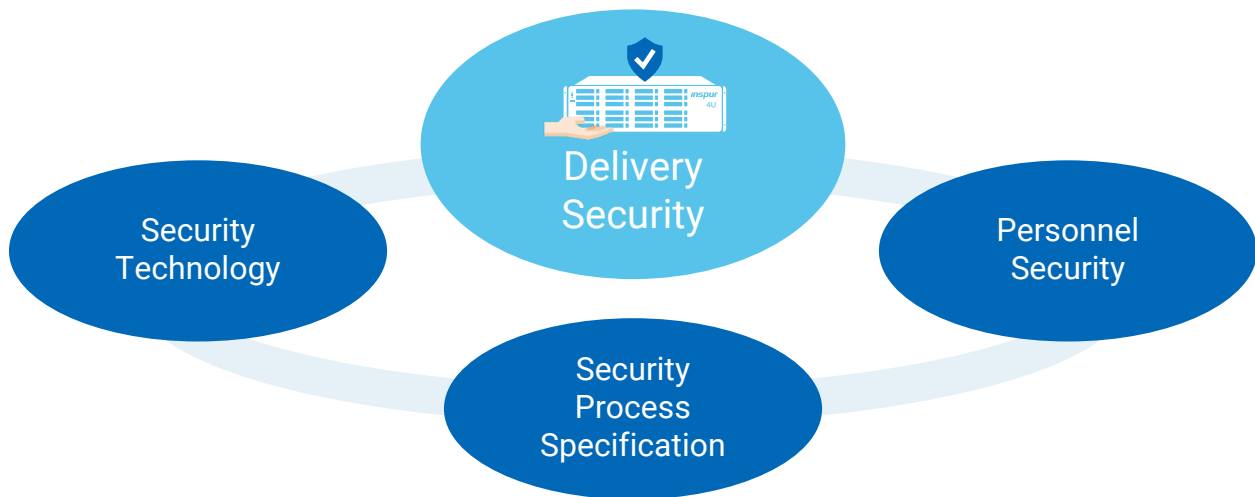 inspur
4U
Delivery
Security
Security
Technology
Personnel
Security
Security
Process
Specification